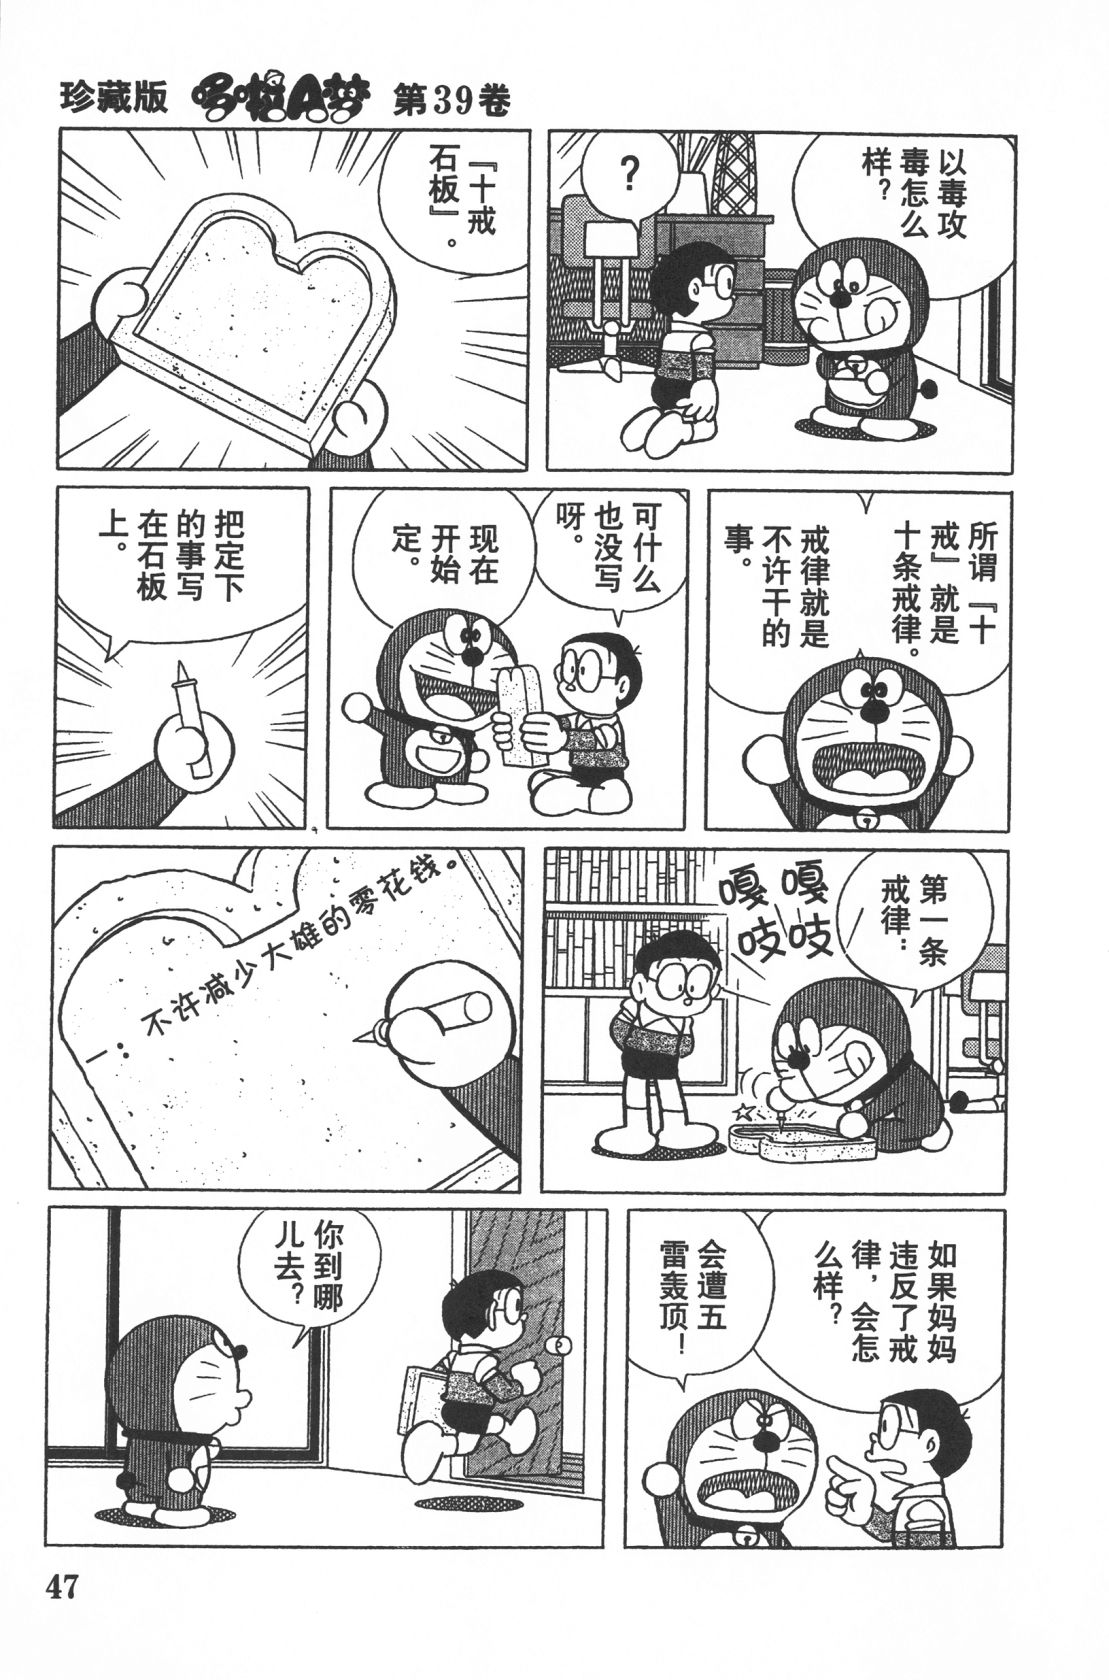 珍藏版 哆啦A梦 第39卷
以毒攻
毒怎么
样？
？
『十戒
石板』。
所谓『十
戒』就是
十条戒律。
戒律就是
不许干的
事。
可什么
也没写
呀。
现在
开始
定。
把定下
的事写
在石板
上。
第一条
戒律：
嘎嘎
吱吱
一．不许减少大雄的零花钱。
如果妈妈
违反了戒
律，会怎
么样？
会遭五
雷轰顶！
你到哪
儿去？
47